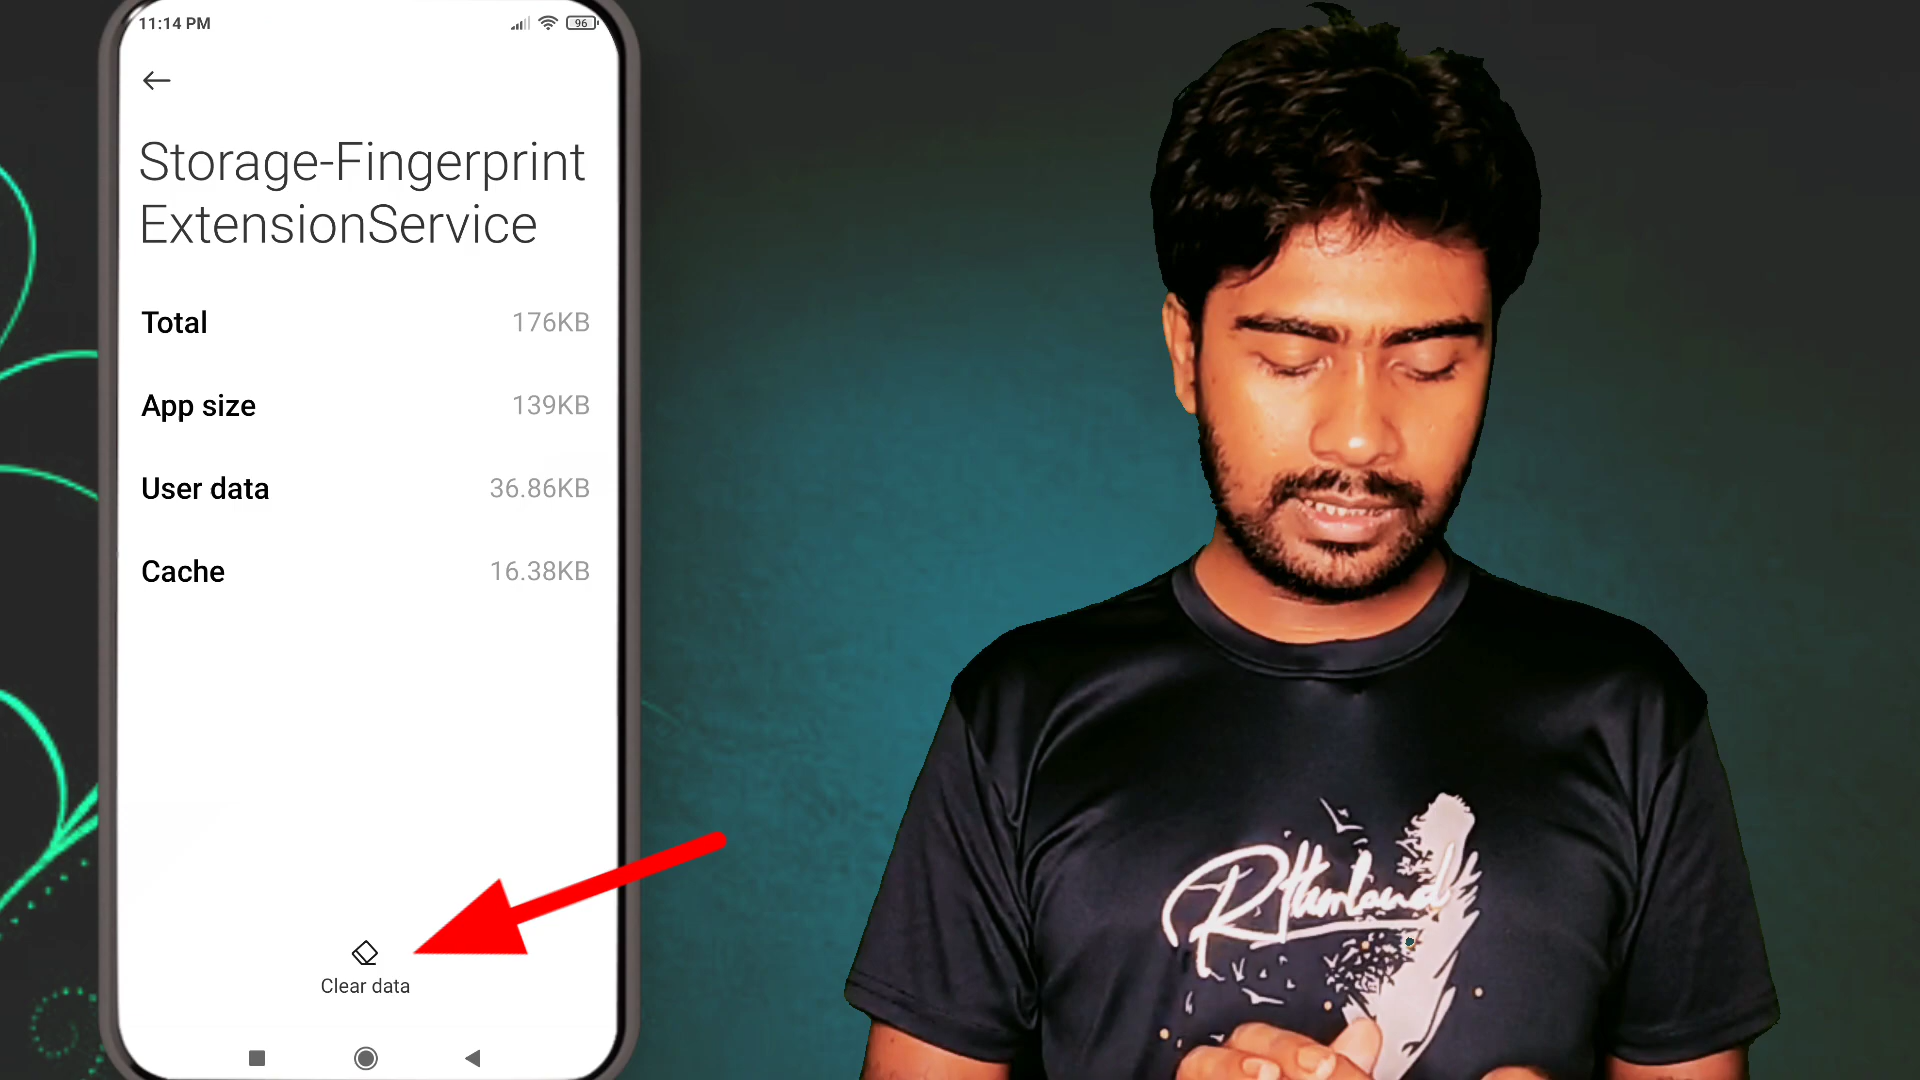 11:14 PM
96
Storage-Fingerprint
ExtensionService
Total 176KB
App size 139KB
User data 36.86KB
Cache 16.38KB
Clear data